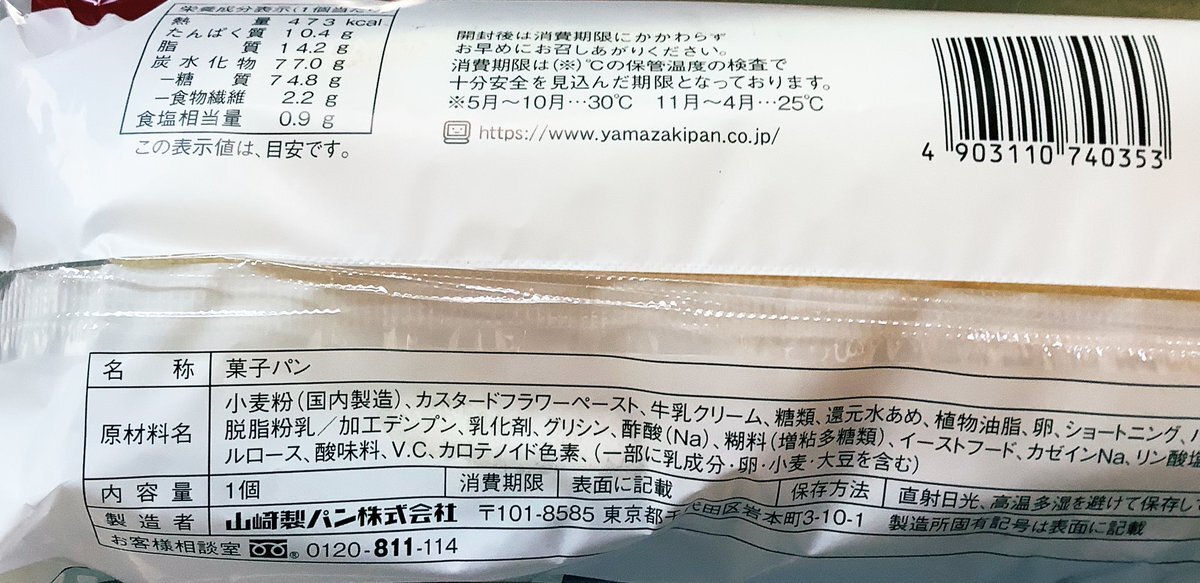 栄養成分表示(1個当たり)
熱量 473 kcal
たんぱく質 10.4 g
脂質 14.2 g
炭水化物 77.0 g
−糖質 74.8 g
−食物繊維 2.2 g
食塩相当量 0.9 g
この表示値は、目安です。
開封後は消費期限にかかわらず
お早めにお召しあがりください。
消費期限は(※)℃の保管温度の検査で
十分安全を見込んだ期限となっております。
※5月〜10月…30℃ 11月〜4月…25℃
https://www.yamazakipan.co.jp/
4 903110 740353
名称 菓子パン
原材料名 小麦粉(国内製造)、カスタードフラワーペースト、牛乳クリーム、糖類、還元水あめ、植物油脂、卵、ショートニング、
脱脂粉乳/加工デンプン、乳化剤、グリシン、酢酸(Na)、糊料(増粘多糖類)、イーストフード、カゼインNa、リン酸塩
ルロース、酸味料、V.C、カロテノイド色素、(一部に乳成分・卵・小麦・大豆を含む)
内容量 1個 消費期限 表面に記載 保存方法 直射日光、高温多湿を避けて保存し
製造者 山崎製パン株式会社 〒101-8585 東京都千代田区岩本町3-10-1 製造所固有記号は表面に記載
お客様相談室 0120-811-114